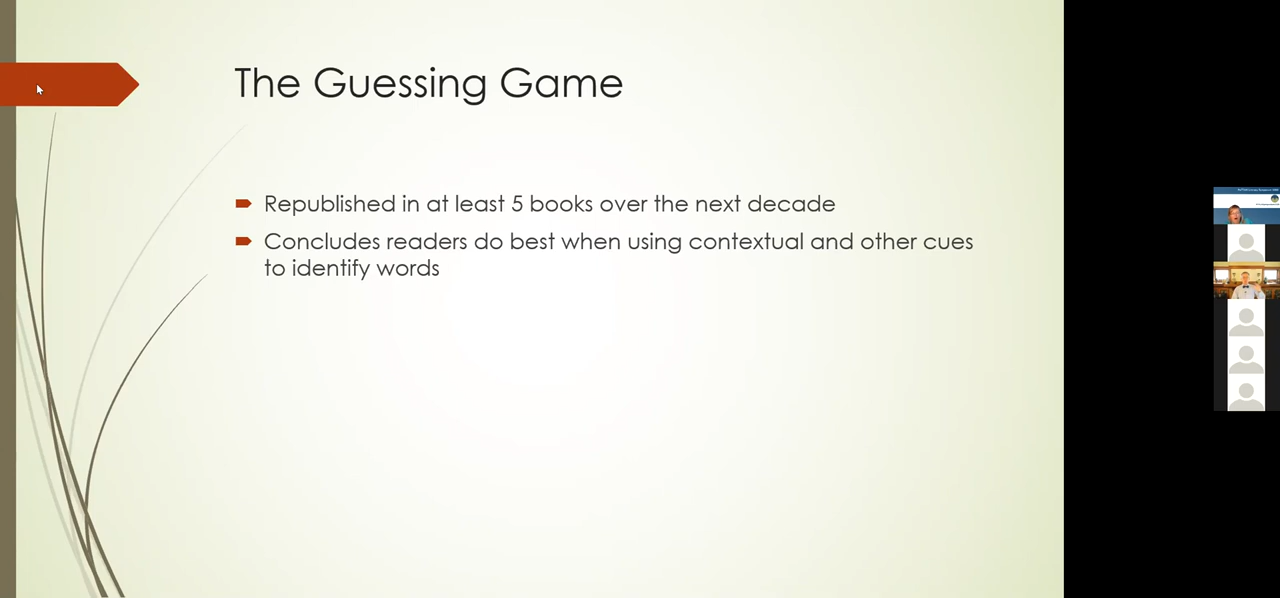 The Guessing Game
Republished in at least 5 books over the next decade
Concludes readers do best when using contextual and other cues
to identify words